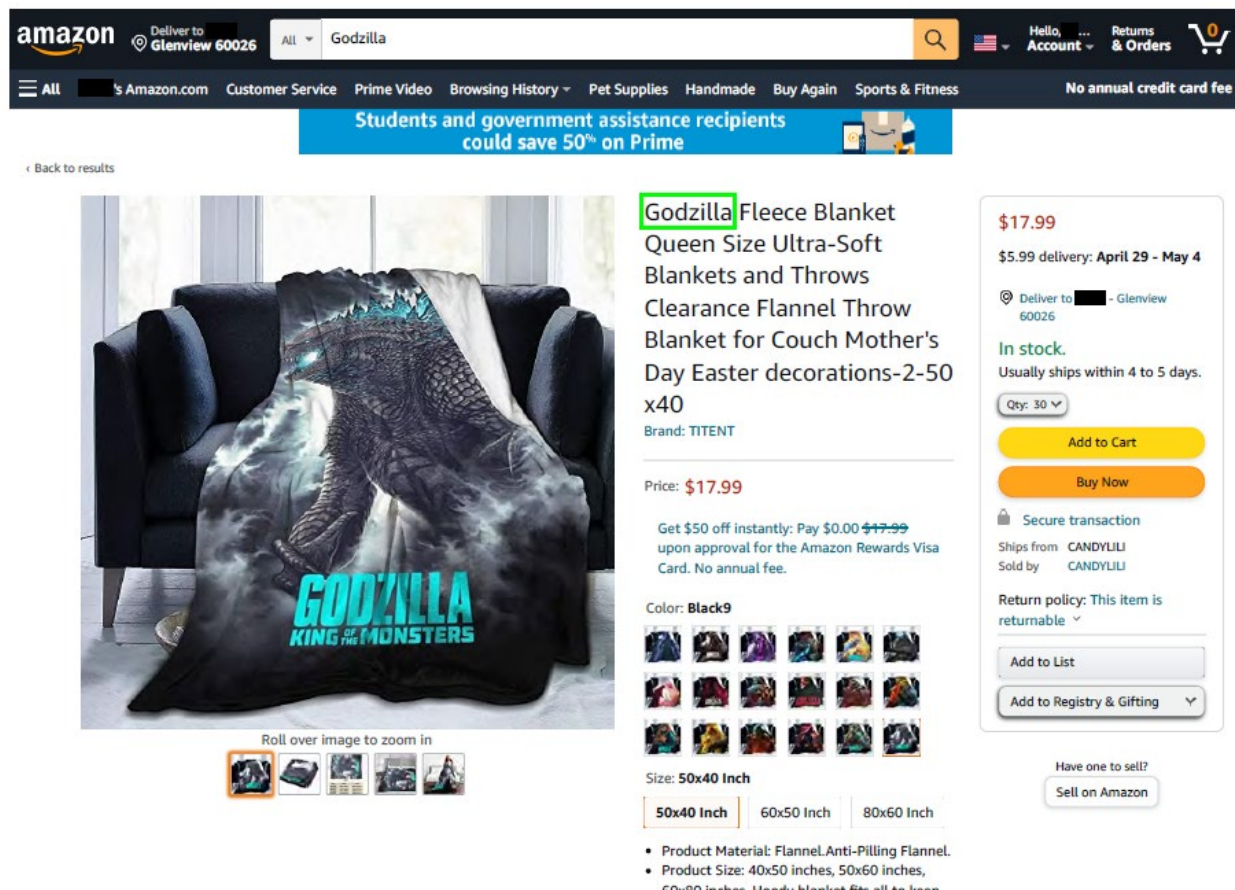 amazon
Deliver to
Glenview 60026
All
Godzilla
Hello, ...
Account
Returns
& Orders
0
All
's Amazon.com
Customer Service
Prime Video
Browsing History
Pet Supplies
Handmade
Buy Again
Sports & Fitness
No annual credit card fee
Students and government assistance recipients
could save 50% on Prime
‹ Back to results
GODZILLA
KING OF THE MONSTERS
Roll over image to zoom in
Godzilla Fleece Blanket
Queen Size Ultra-Soft
Blankets and Throws
Clearance Flannel Throw
Blanket for Couch Mother's
Day Easter decorations-2-50
x40
Brand: TITENT
Price: $17.99
Get $50 off instantly: Pay $0.00 $17.99
upon approval for the Amazon Rewards Visa
Card. No annual fee.
Color: Black9
Size: 50x40 Inch
50x40 Inch
60x50 Inch
80x60 Inch
• Product Material: Flannel.Anti-Pilling Flannel.
• Product Size: 40x50 inches, 50x60 inches,
60x80 inches. Hoody blanket fits all to keep
$17.99
$5.99 delivery: April 29 - May 4
Deliver to - Glenview
60026
In stock.
Usually ships within 4 to 5 days.
Qty: 30
Add to Cart
Buy Now
Secure transaction
Ships from CANDYLILI
Sold by CANDYLILI
Return policy: This item is
returnable
Add to List
Add to Registry & Gifting
Have one to sell?
Sell on Amazon